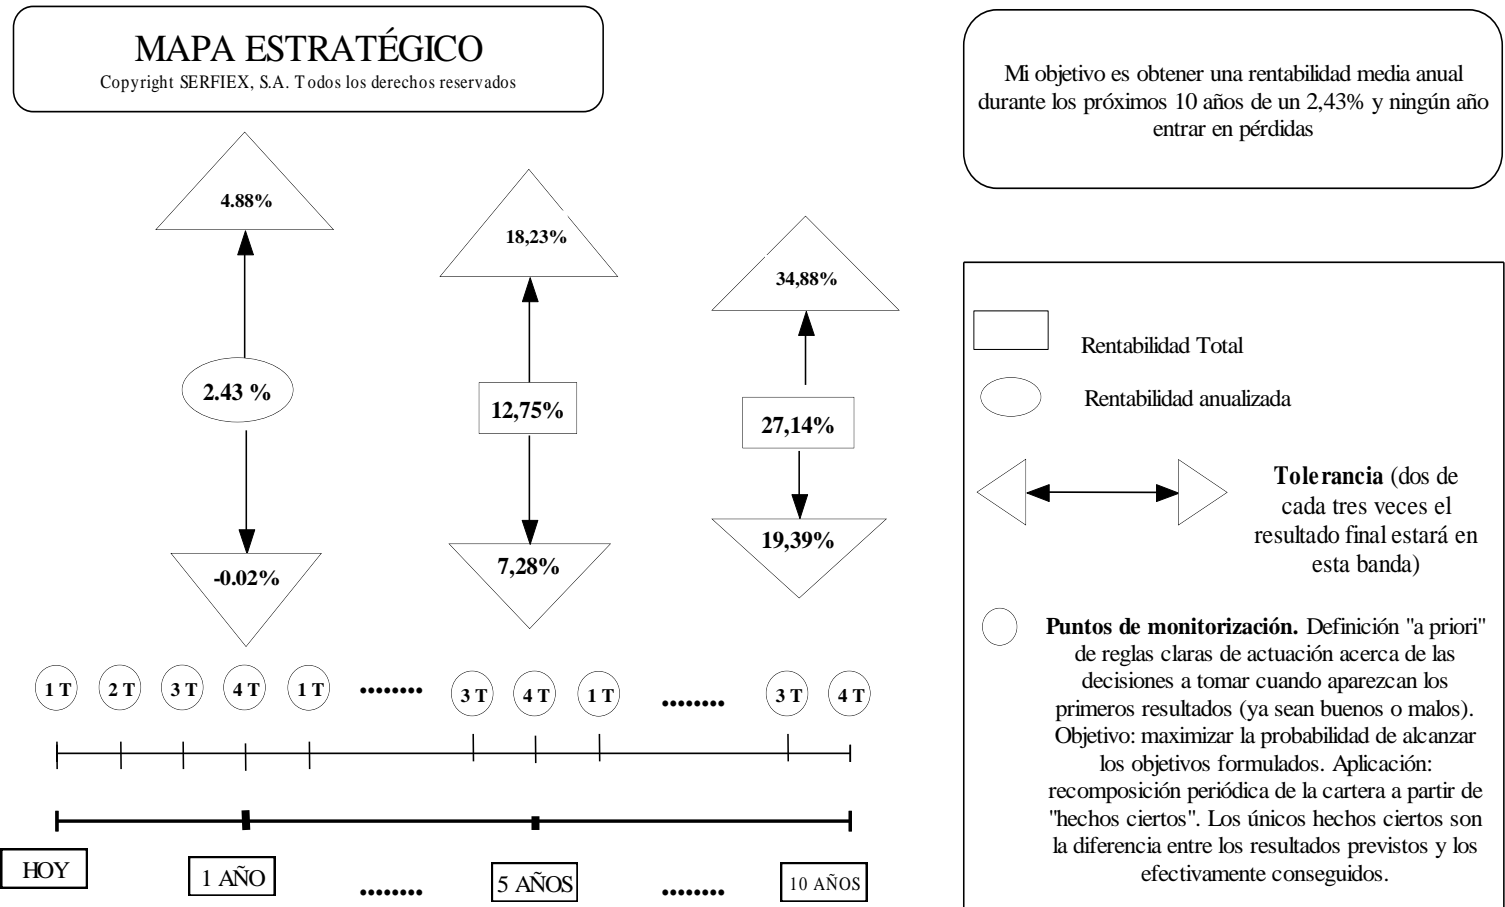 MAPA ESTRATÉGICO
Copyright SERFIEX, S.A. Todos los derechos reservados
Mi objetivo es obtener una rentabilidad media anual
durante los próximos 10 años de un 2,43% y ningún año
entrar en pérdidas
4.88%
18,23%
34,88%
2.43 %
12,75%
27,14%
-0.02%
7,28%
19,39%
1 T 2 T 3 T 4 T 1 T ........ 3 T 4 T 1 T ........ 3 T 4 T
HOY 1 AÑO ........ 5 AÑOS ........ 10 AÑOS
Rentabilidad Total
Rentabilidad anualizada
Tolerancia (dos de
cada tres veces el
resultado final estará en
esta banda)
Puntos de monitorización. Definición "a priori"
de reglas claras de actuación acerca de las
decisiones a tomar cuando aparezcan los
primeros resultados (ya sean buenos o malos).
Objetivo: maximizar la probabilidad de alcanzar
los objetivos formulados. Aplicación:
recomposición periódica de la cartera a partir de
"hechos ciertos". Los únicos hechos ciertos son
la diferencia entre los resultados previstos y los
efectivamente conseguidos.